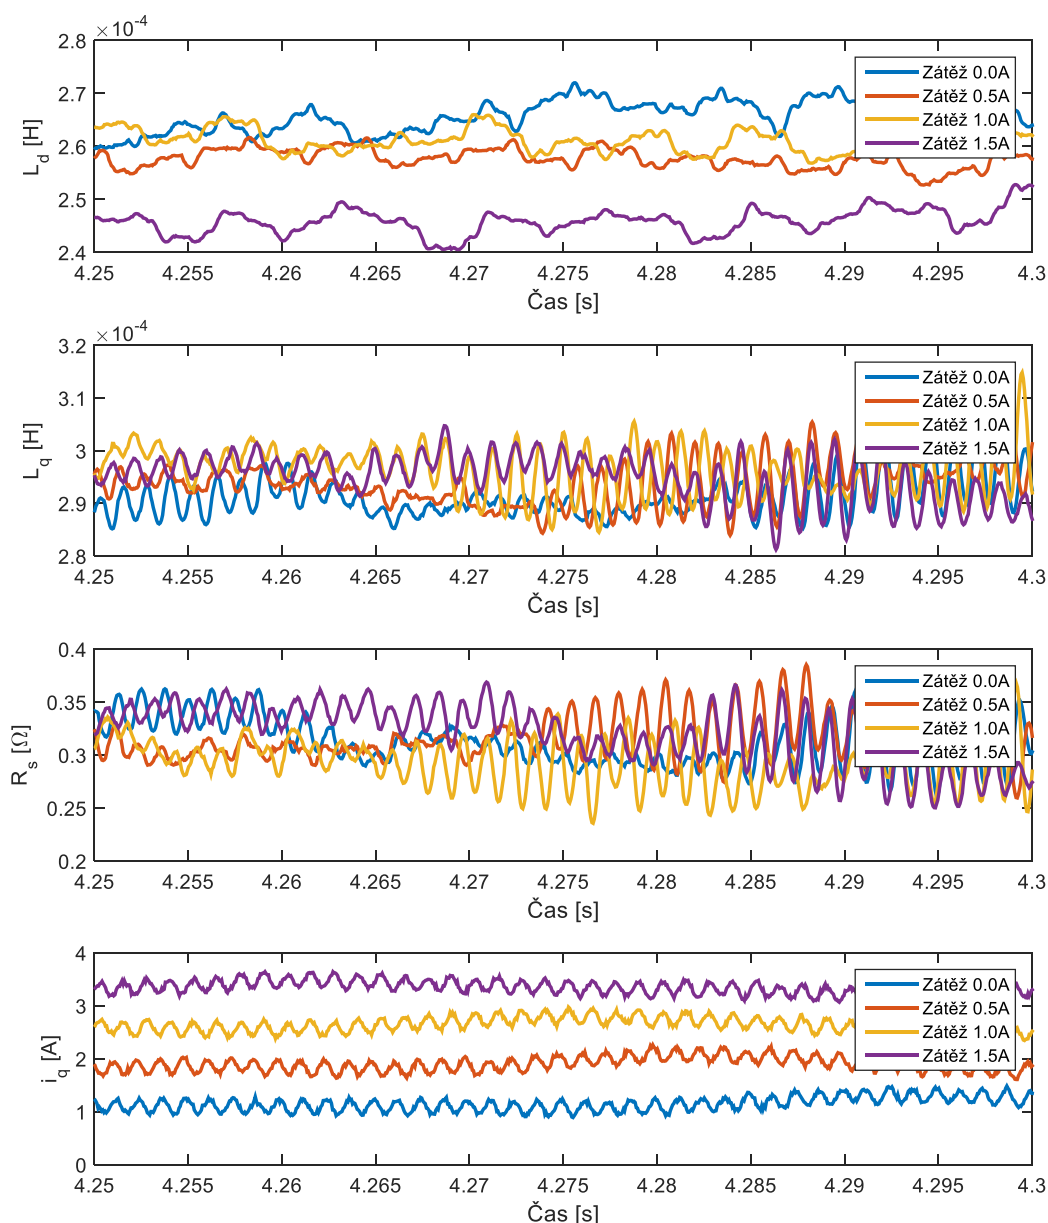 ×10⁻⁴
2.8
2.7
2.6
2.5
2.4
L_d [H]
Zátěž 0.0A
Zátěž 0.5A
Zátěž 1.0A
Zátěž 1.5A
4.25 4.255 4.26 4.265 4.27 4.275 4.28 4.285 4.29 4.295 4.3
Čas [s]
×10⁻⁴
3.2
3.1
3
2.9
2.8
L_q [H]
Zátěž 0.0A
Zátěž 0.5A
Zátěž 1.0A
Zátěž 1.5A
4.25 4.255 4.26 4.265 4.27 4.275 4.28 4.285 4.29 4.295 4.3
Čas [s]
0.4
0.35
0.3
0.25
0.2
R_s [Ω]
Zátěž 0.0A
Zátěž 0.5A
Zátěž 1.0A
Zátěž 1.5A
4.25 4.255 4.26 4.265 4.27 4.275 4.28 4.285 4.29 4.295 4.3
Čas [s]
4
3
2
1
0
i_q [A]
Zátěž 0.0A
Zátěž 0.5A
Zátěž 1.0A
Zátěž 1.5A
4.25 4.255 4.26 4.265 4.27 4.275 4.28 4.285 4.29 4.295 4.3
Čas [s]